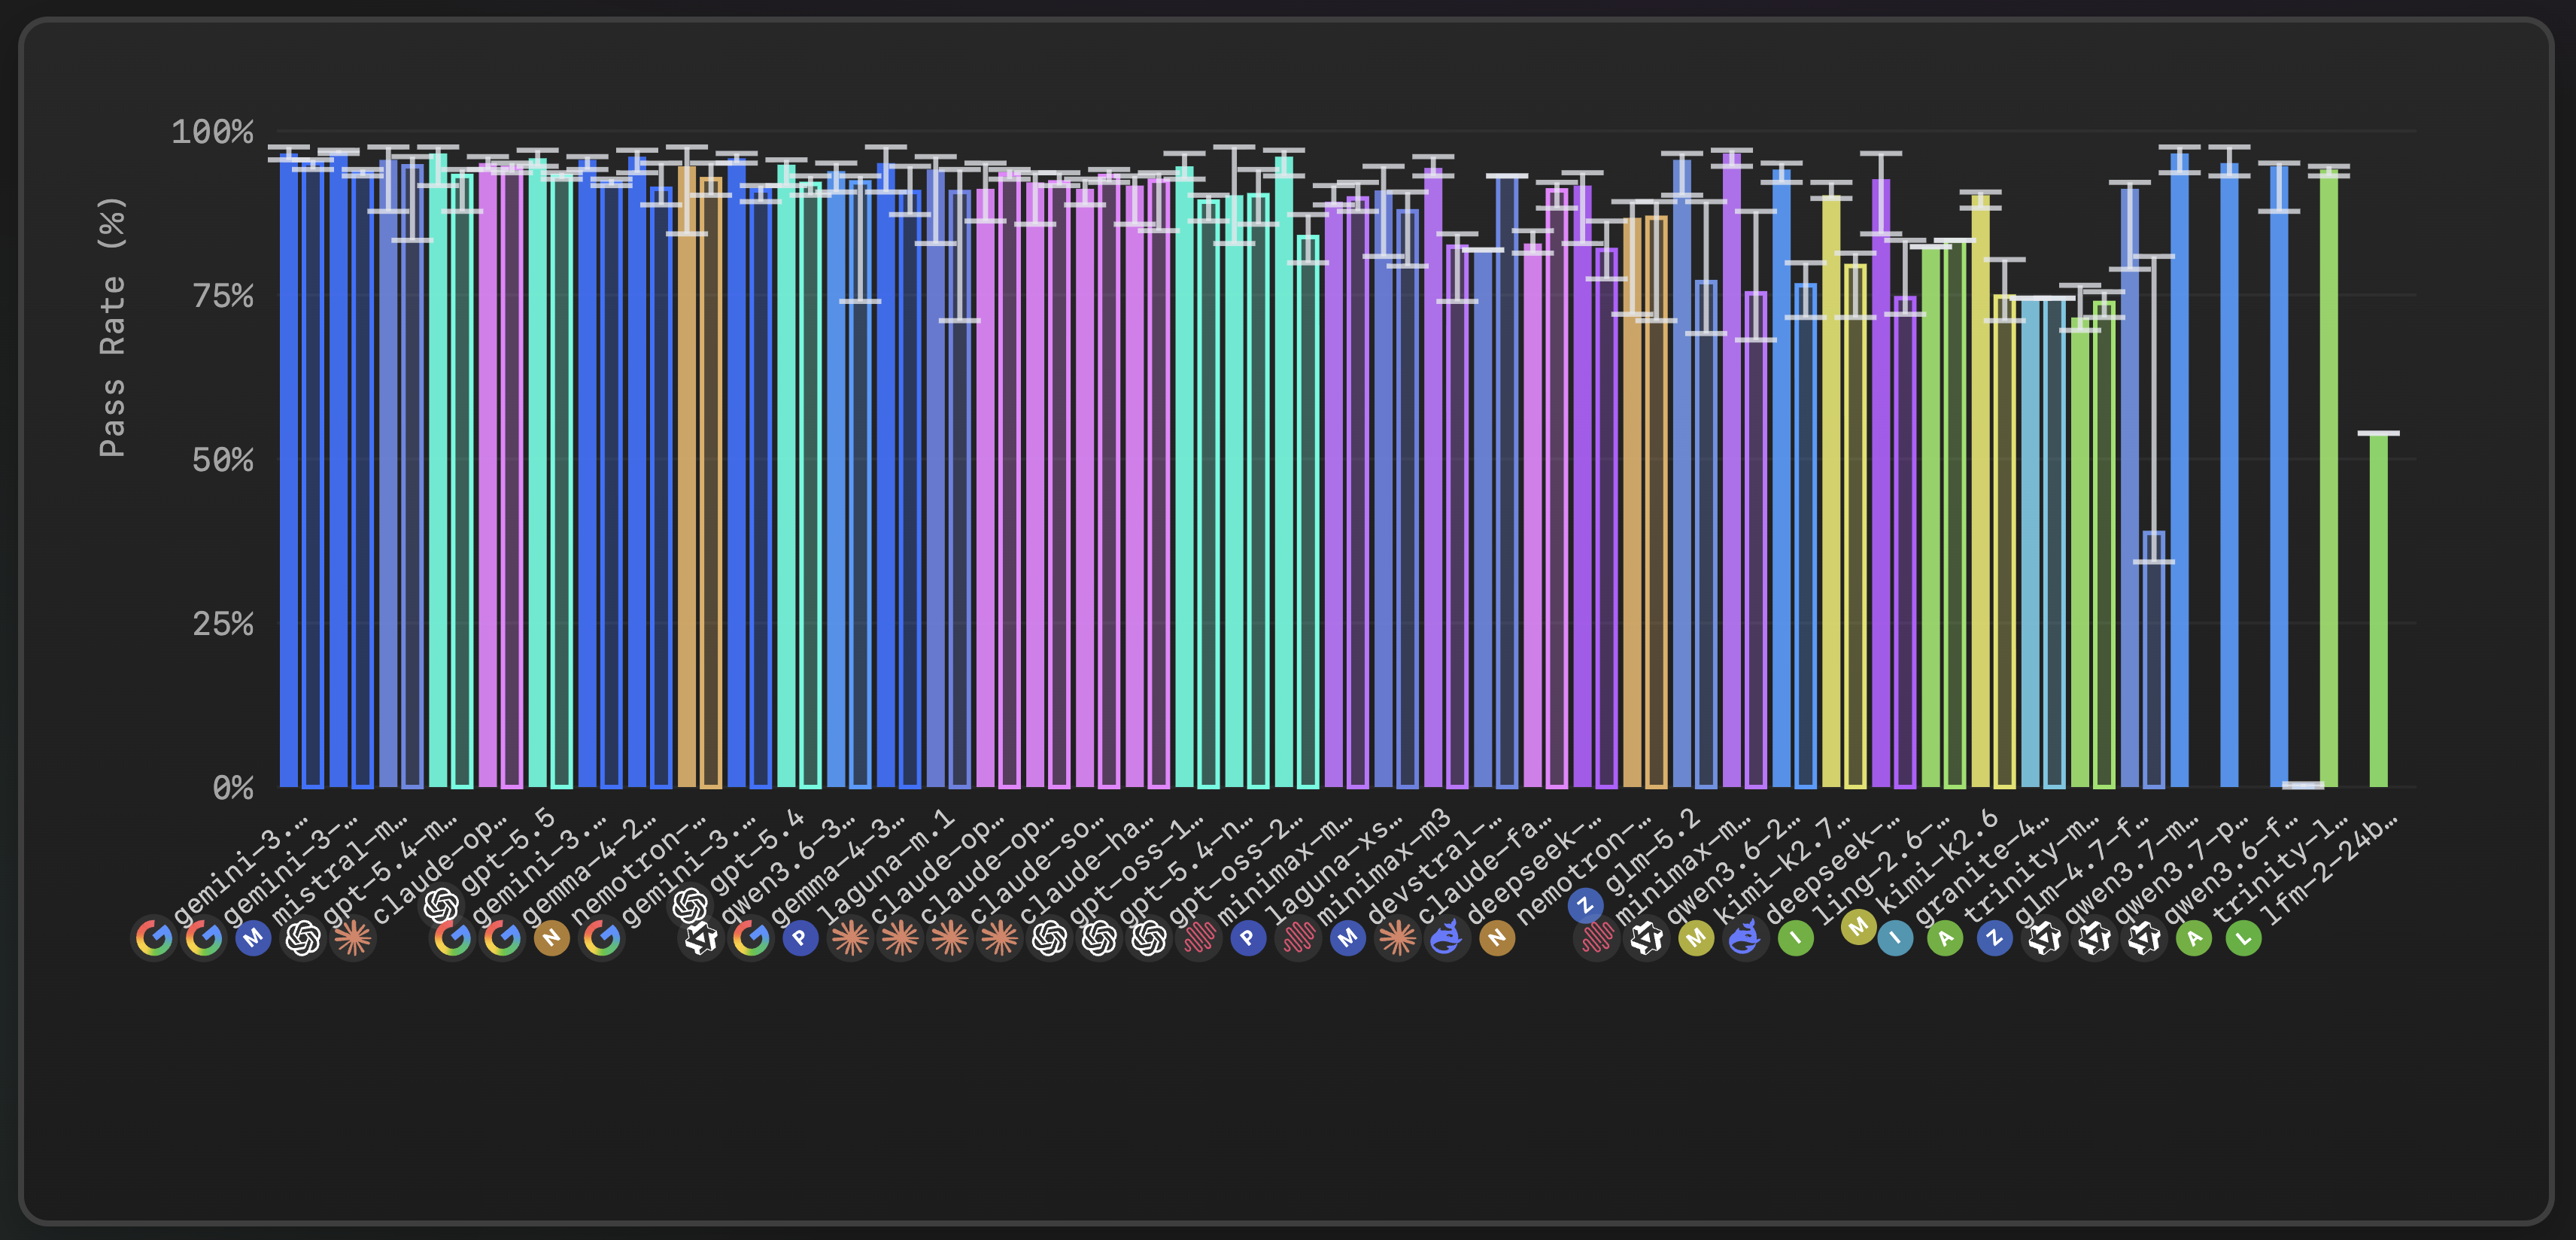 100%
75%
50%
25%
0%
Pass Rate (%)
gemini-3.…
gemini-3-…
mistral-m…
gpt-5.4-m…
claude-op…
gpt-5.5
gemini-3.…
gemma-4-2…
nemotron-…
gemini-3.…
gpt-5.4
qwen3.6-3…
gemma-4-3…
laguna-m.1
claude-op…
claude-op…
claude-so…
claude-ha…
gpt-oss-1…
gpt-5.4-n…
gpt-oss-2…
minimax-m…
laguna-xs…
minimax-m3
devstral-…
claude-fa…
deepseek-…
nemotron-…
glm-5.2
minimax-m…
qwen3.6-2…
kimi-k2.7…
deepseek-…
ling-2.6-…
kimi-k2.6
granite-4…
trinity-m…
glm-4.7-f…
qwen3.7-m…
qwen3.7-p…
qwen3.6-f…
trinity-l…
lfm-2-24b…
M
N
P
P
M
N
Z
M
I
M
I
A
Z
A
L